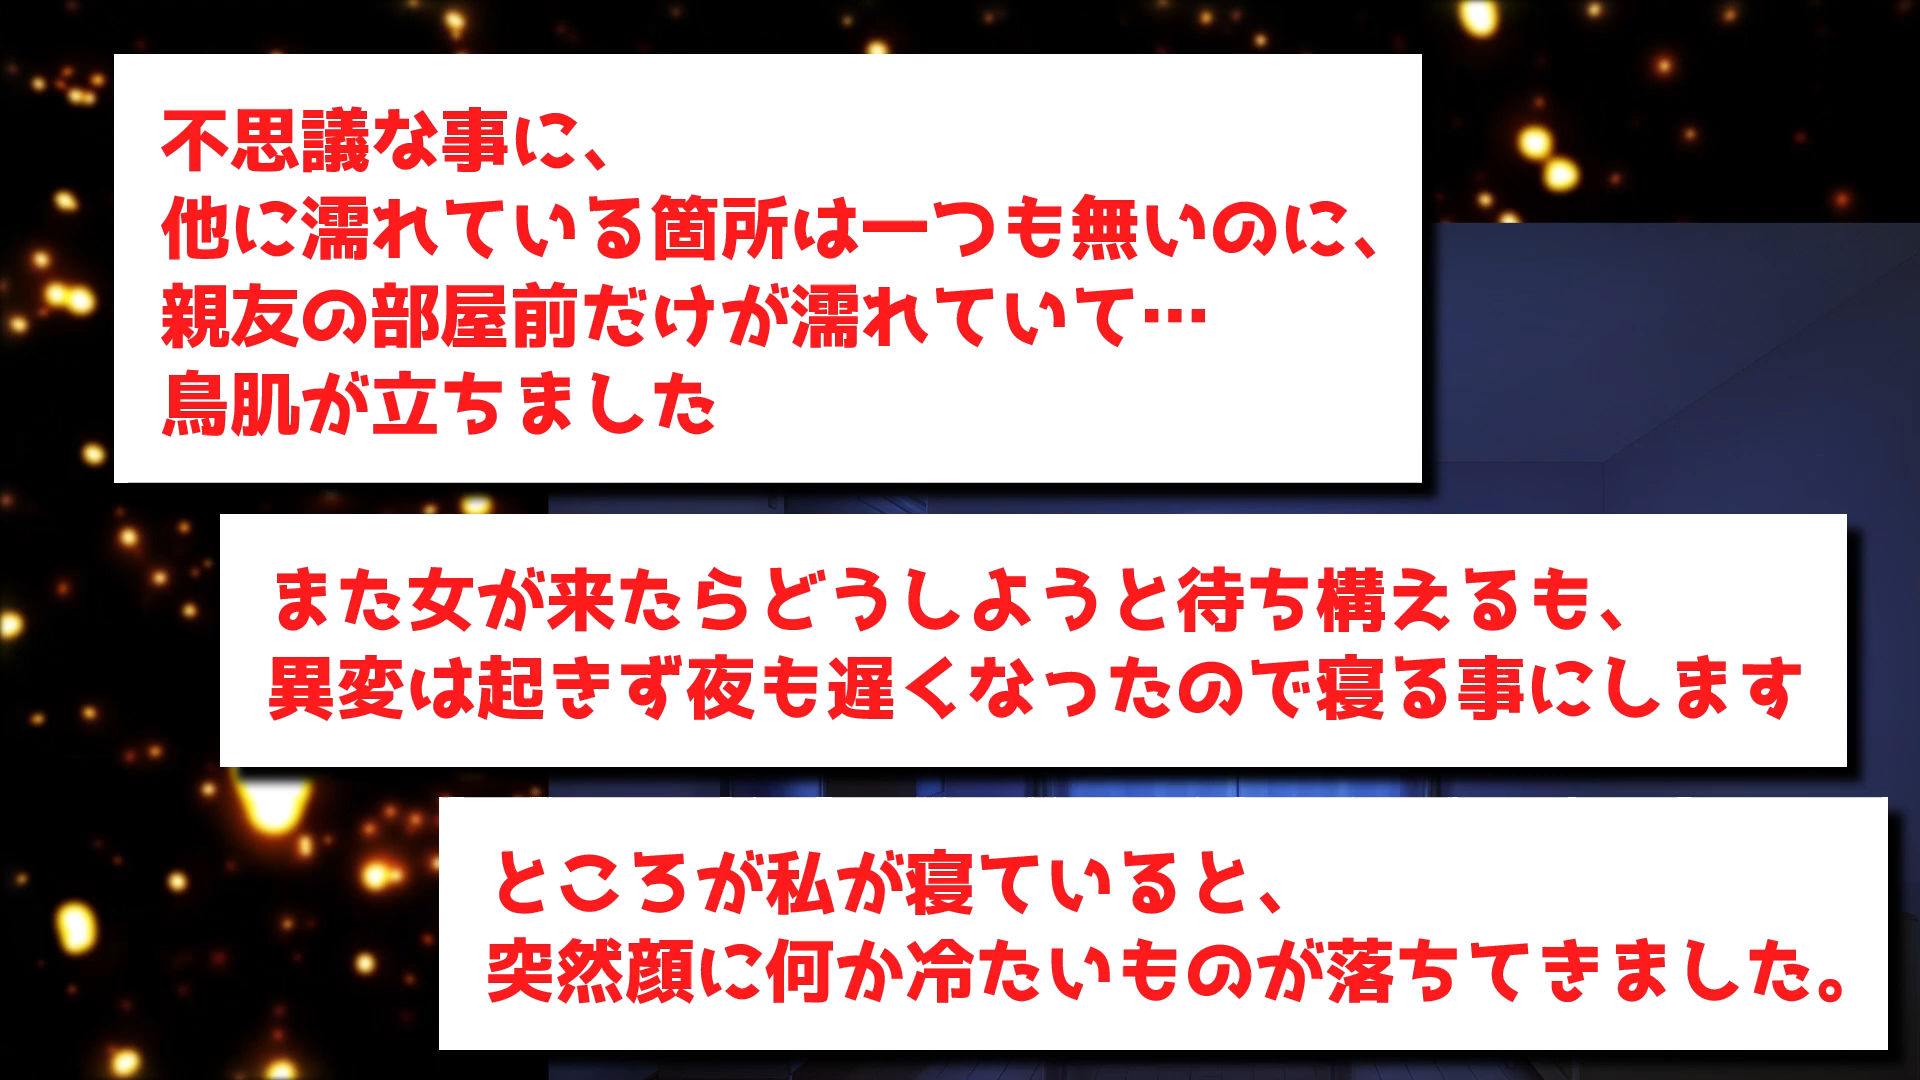 不思議な事に、
他に濡れている箇所は一つも無いのに、
親友の部屋前だけが濡れていて…
鳥肌が立ちました
また女が来たらどうしようと待ち構えるも、
異変は起きず夜も遅くなったので寝る事にします
ところが私が寝ていると、
突然顔に何か冷たいものが落ちてきました。